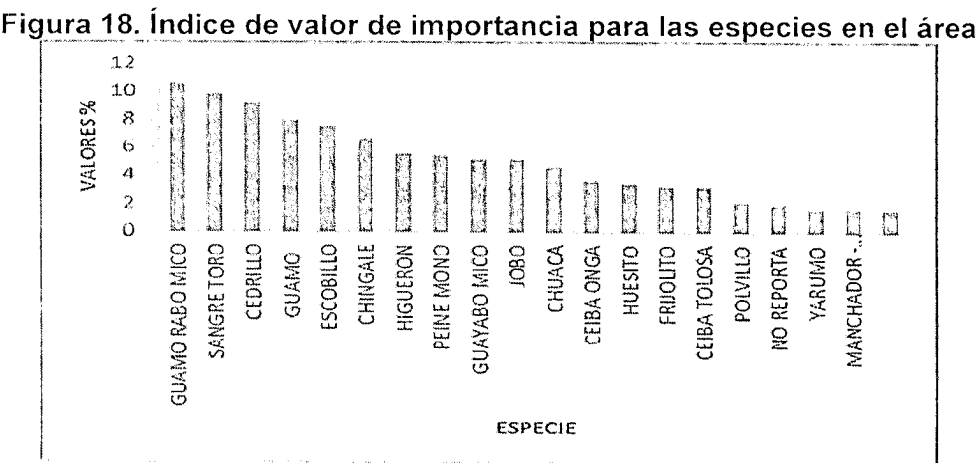 Figura 18. Índice de valor de importancia para las especies en el área
12
10
8
6
4
2
0
VALORES %
GUAMO RABO MICO
SANGRE TORO
CEDRILLO
GUAMO
ESCOBILLO
CHINGALE
HIGUERON
PEINE MONO
GUAYABO MICO
JOBO
CHUACA
CEIBA ONGA
HUESITO
FRIJOLITO
CEIBA TOLOSA
POLVILLO
NO REPORTA
YARUMO
MANCHADOR -...
ESPECIE